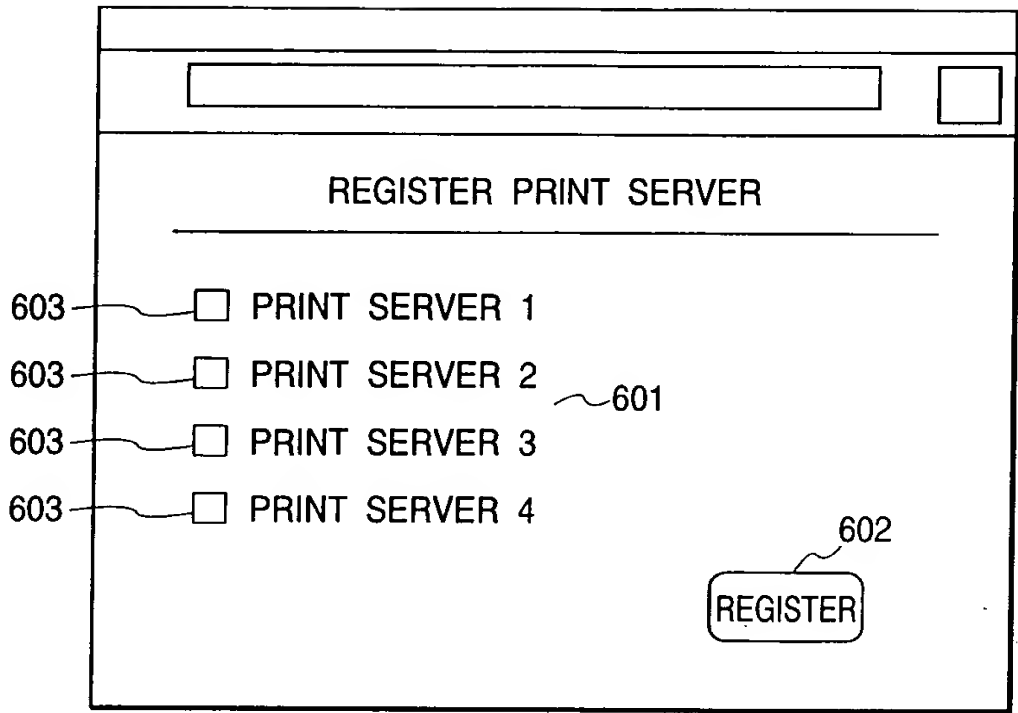 REGISTER PRINT SERVER
603 PRINT SERVER 1
603 PRINT SERVER 2
601
603 PRINT SERVER 3
603 PRINT SERVER 4
602
REGISTER